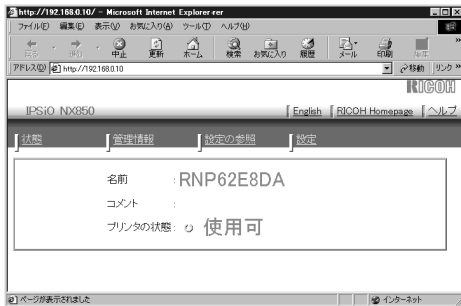 http://192.168.0.10/ - Microsoft Internet Explorer rer
ファイル(F) 編集(E) 表示(V) お気に入り(A) ツール(T) ヘルプ(H)
戻る 進む 中止 更新 ホーム 検索 お気に入り 履歴 メール 印刷 »
アドレス(D) http://192.168.0.10 移動 リンク »
RICOH
IPSiO NX850 English RICOH Homepage ヘルプ
状態 管理情報 設定の参照 設定
名前 : RNP62E8DA
コメント :
プリンタの状態 : 使用可
ページが表示されました インターネット